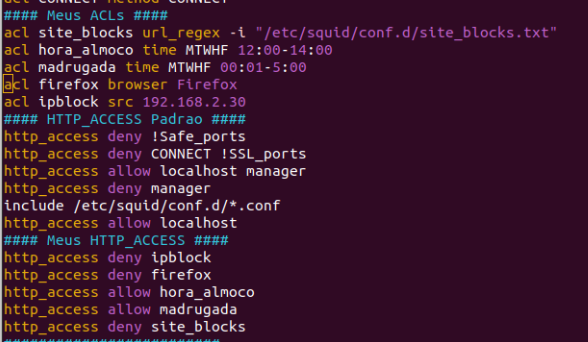 acl CONNECT method CONNECT
#### Meus ACLs ####
acl site_blocks url_regex -i "/etc/squid/conf.d/site_blocks.txt"
acl hora_almoco time MTWHF 12:00-14:00
acl madrugada time MTWHF 00:01-5:00
acl firefox browser Firefox
acl ipblock src 192.168.2.30
#### HTTP_ACCESS Padrao ####
http_access deny !Safe_ports
http_access deny CONNECT !SSL_ports
http_access allow localhost manager
http_access deny manager
include /etc/squid/conf.d/*.conf
http_access allow localhost
#### Meus HTTP_ACCESS ####
http_access deny ipblock
http_access deny firefox
http_access allow hora_almoco
http_access allow madrugada
http_access deny site_blocks